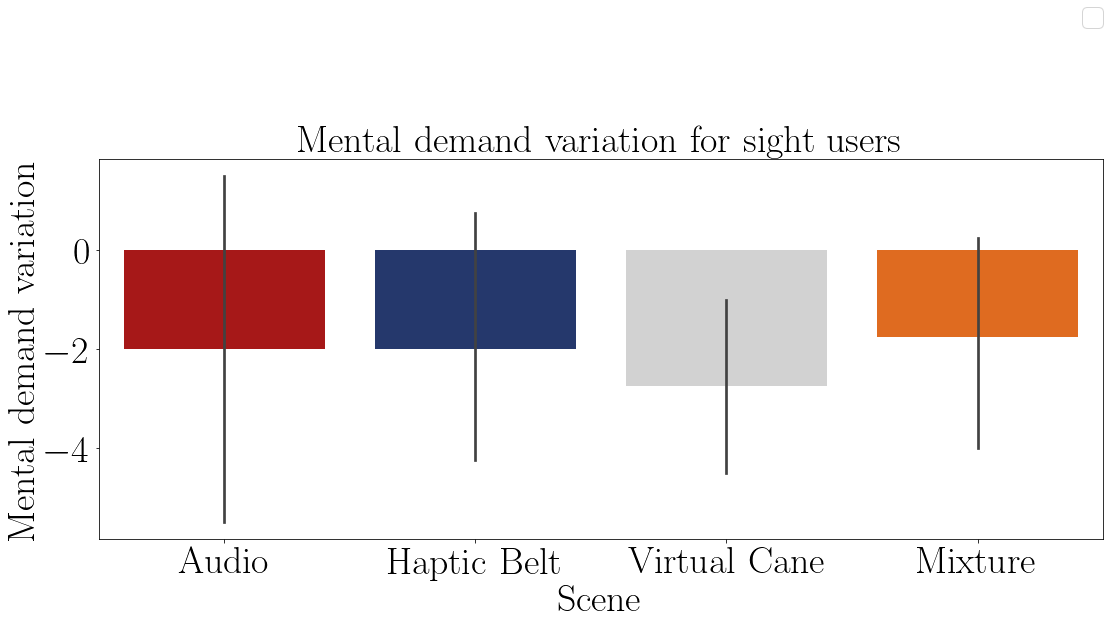 Mental demand variation for sight users
Mental demand variation
0
−2
−4
Audio Haptic Belt Virtual Cane Mixture
Scene